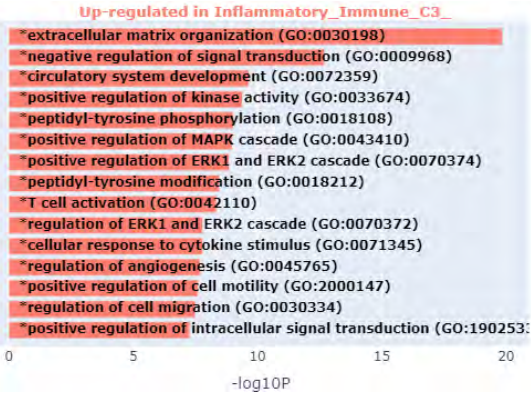 Up-regulated in Inflammatory_Immune_C3_
*extracellular matrix organization (GO:0030198)
*negative regulation of signal transduction (GO:0009968)
*circulatory system development (GO:0072359)
*positive regulation of kinase activity (GO:0033674)
*peptidyl-tyrosine phosphorylation (GO:0018108)
*positive regulation of MAPK cascade (GO:0043410)
*positive regulation of ERK1 and ERK2 cascade (GO:0070374)
*peptidyl-tyrosine modification (GO:0018212)
*T cell activation (GO:0042110)
*regulation of ERK1 and ERK2 cascade (GO:0070372)
*cellular response to cytokine stimulus (GO:0071345)
*regulation of angiogenesis (GO:0045765)
*positive regulation of cell motility (GO:2000147)
*regulation of cell migration (GO:0030334)
*positive regulation of intracellular signal transduction (GO:190253
0 5 10 15 20
-log10P